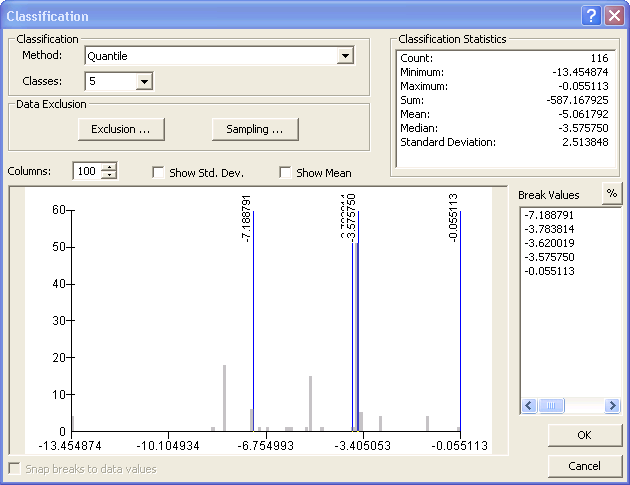 Classification
Classification
Method: Quantile
Classes: 5
Data Exclusion
Exclusion ...
Sampling ...
Classification Statistics
Count: 116
Minimum: -13.454874
Maximum: -0.055113
Sum: -587.167925
Mean: -5.061792
Median: -3.575750
Standard Deviation: 2.513848
Columns: 100
Show Std. Dev.
Show Mean
Break Values
%
-7.188791
-3.783814
-3.620019
-3.575750
-0.055113
60
50
40
30
20
10
0
-7.188791
-3.575750
-0.055113
-13.454874 -10.104934 -6.754993 -3.405053 -0.055113
OK
Cancel
Snap breaks to data values